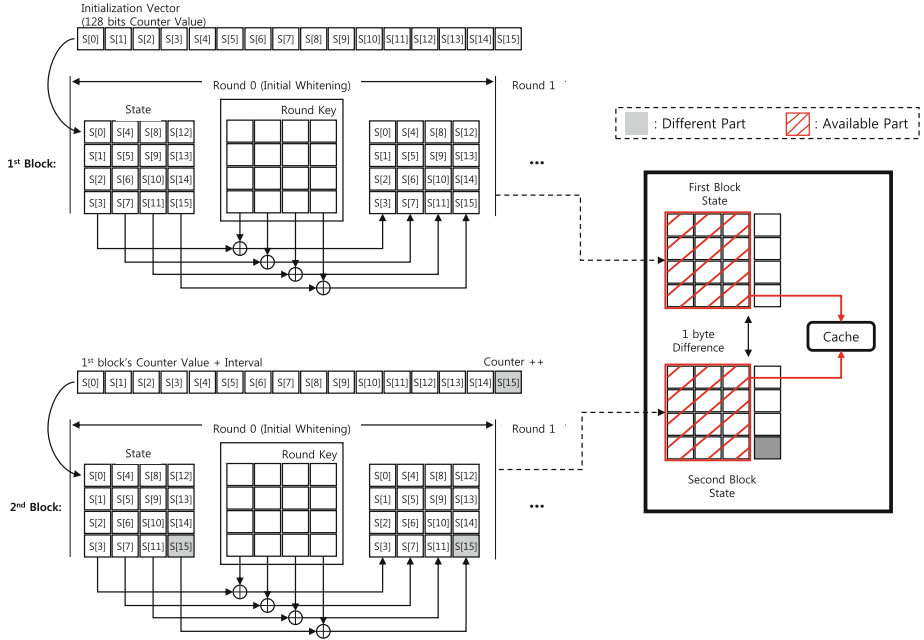 Initialization Vector
(128 bits Counter Value)
S[0] S[1] S[2] S[3] S[4] S[5] S[6] S[7] S[8] S[9] S[10] S[11] S[12] S[13] S[14] S[15]
Round 0 (Initial Whitening) Round 1
State Round Key
S[0] S[4] S[8] S[12] S[0] S[4] S[8] S[12]
S[1] S[5] S[9] S[13] S[1] S[5] S[9] S[13]
1st Block: ...
S[2] S[6] S[10] S[14] S[2] S[6] S[10] S[14]
S[3] S[7] S[11] S[15] S[3] S[7] S[11] S[15]
1st block's Counter Value + Interval Counter ++
S[0] S[1] S[2] S[3] S[4] S[5] S[6] S[7] S[8] S[9] S[10] S[11] S[12] S[13] S[14] S[15]
Round 0 (Initial Whitening) Round 1
State Round Key
S[0] S[4] S[8] S[12] S[0] S[4] S[8] S[12]
S[1] S[5] S[9] S[13] S[1] S[5] S[9] S[13]
2nd Block: ...
S[2] S[6] S[10] S[14] S[2] S[6] S[10] S[14]
S[3] S[7] S[11] S[15] S[3] S[7] S[11] S[15]
: Different Part : Available Part
First Block
State
1 byte
Difference
Cache
Second Block
State